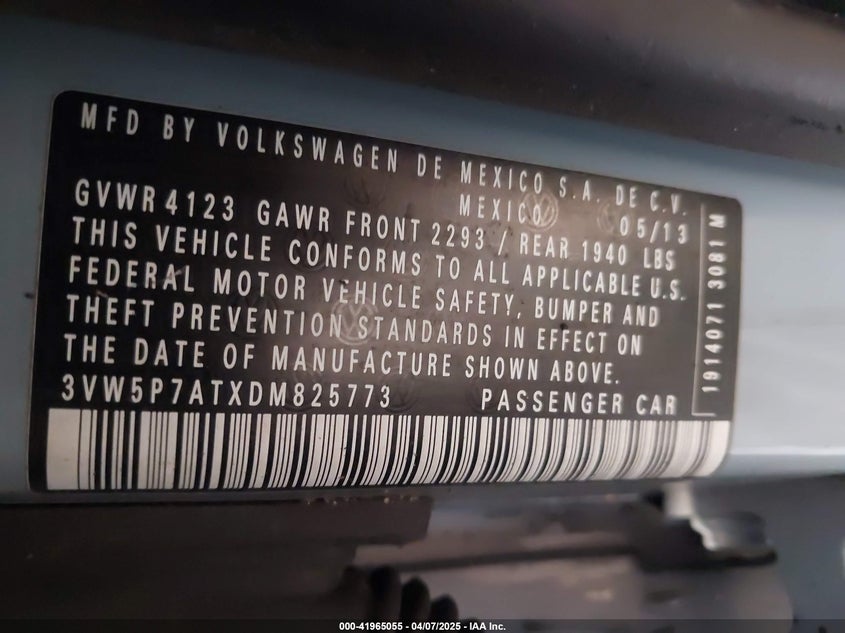 MFD BY VOLKSWAGEN DE MEXICO S.A. DE C.V.
MEXICO 05/13
GVWR 4123 GAWR FRONT 2293 / REAR 1940 LBS
THIS VEHICLE CONFORMS TO ALL APPLICABLE U.S.
FEDERAL MOTOR VEHICLE SAFETY, BUMPER AND
THEFT PREVENTION STANDARDS IN EFFECT ON
THE DATE OF MANUFACTURE SHOWN ABOVE.
3VW5P7ATXDM825773 PASSENGER CAR
1914071 3081 M
000-41965055 - 04/07/2025 - IAA Inc.